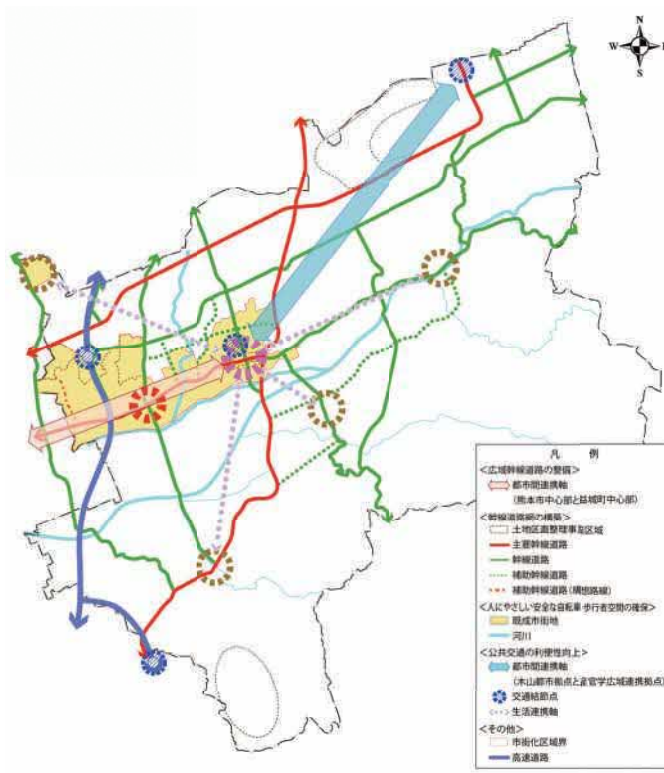 N
W
E
S
凡 例
<広域幹線道路の整備>
都市間連携軸
(熊本市中心部と益城町中心部)
<幹線道路網の構築>
土地区画整理事業区域
主要幹線道路
幹線道路
補助幹線道路
補助幹線道路(構想路線)
<人にやさしい安全な自転車 歩行者空間の確保>
既成市街地
河川
<公共交通の利便性向上>
都市間連携軸
(木山都市拠点と産官学広域連携拠点)
交通結節点
生活連携軸
<その他>
市街化区域界
高速道路